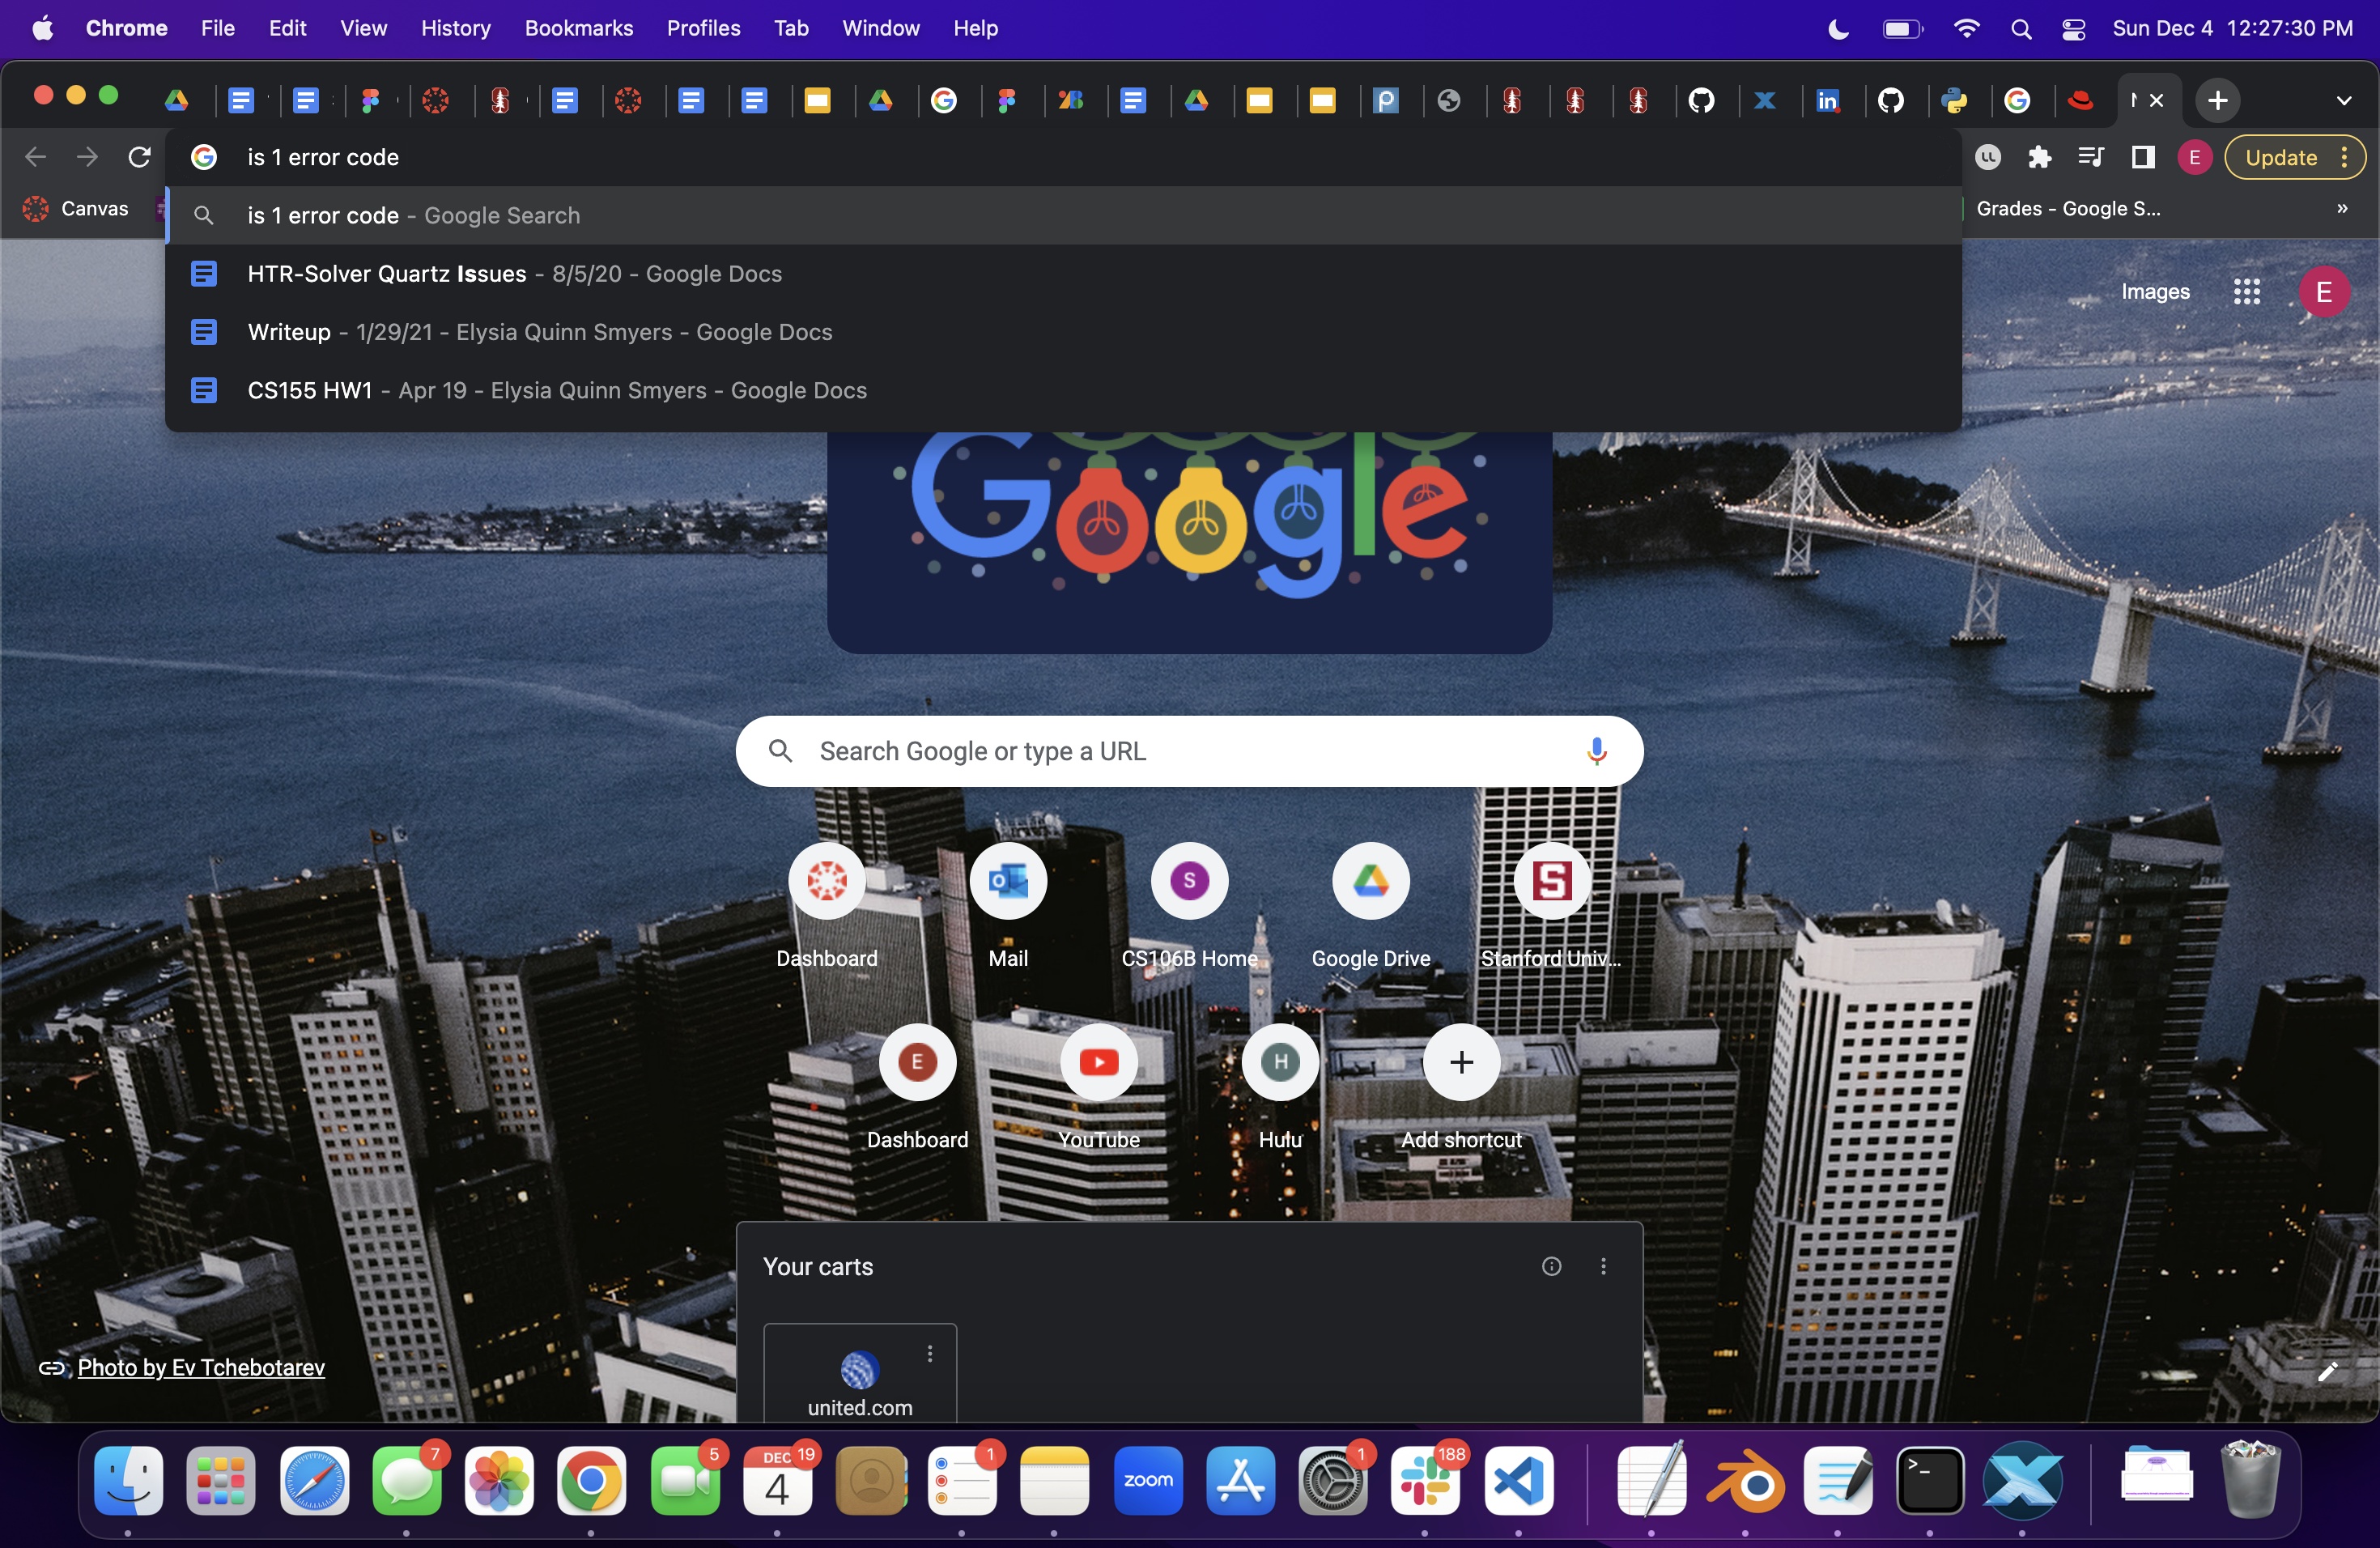 Chrome File Edit View History Bookmarks Profiles Tab Window Help Sun Dec 4 12:27:30 PM
is 1 error code
Update
Canvas
is 1 error code - Google Search
Grades - Google S...
HTR-Solver Quartz Issues - 8/5/20 - Google Docs
Images
E
Writeup - 1/29/21 - Elysia Quinn Smyers - Google Docs
CS155 HW1 - Apr 19 - Elysia Quinn Smyers - Google Docs
Google
Search Google or type a URL
Dashboard Mail CS106B Home Google Drive Stanford Univ...
Dashboard YouTube Hulu Add shortcut
Your carts
Photo by Ev Tchebotarev
united.com
7 5 DEC 19 1 1 188
4 zoom